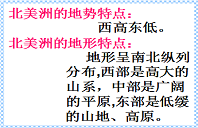 北美洲的地势特点：
西高东低。
北美洲的地形特点：
地形呈南北纵列
分布,西部是高大的
山系，中部是广阔
的平原,东部是低缓
的山地、高原。